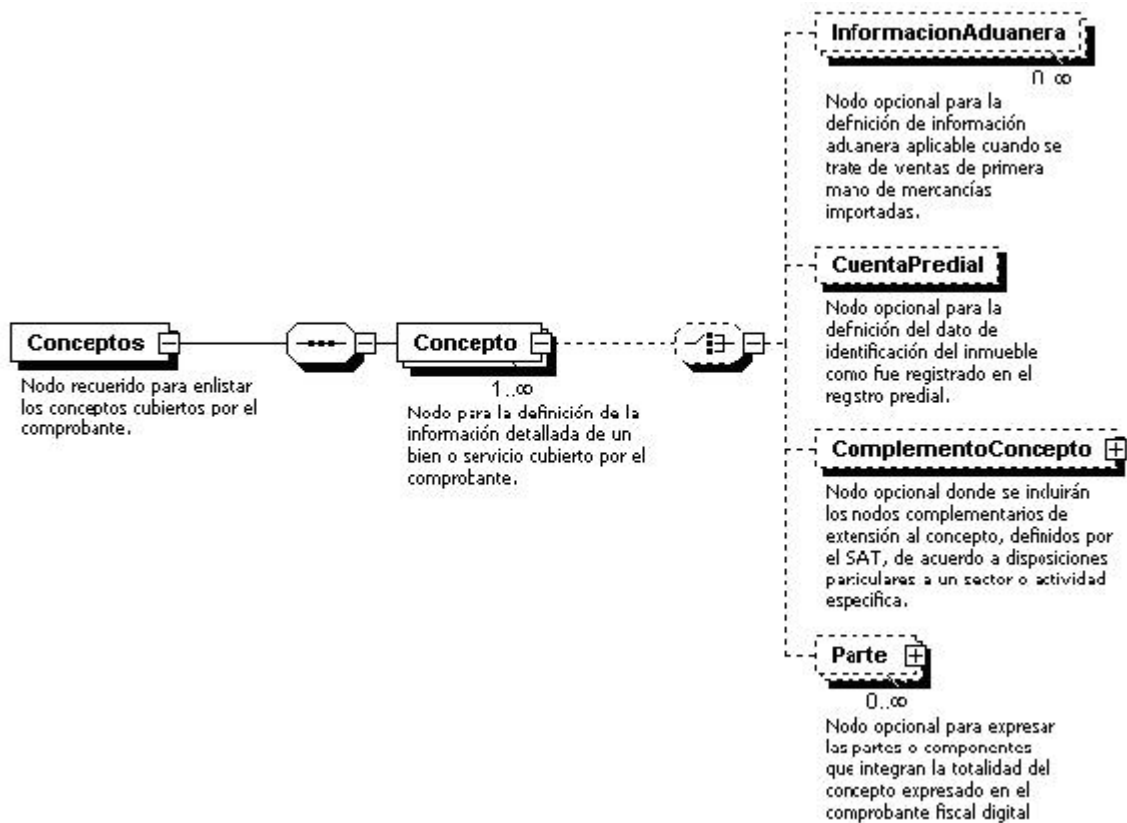 InformacionAduanera
0..∞
Nodo opcional para la
defnición de información
aduanera aplicable cuando se
trate de ventas de primera
mano de mercancías
importadas.
CuentaPredial
Nodo opcional para la
defnición del dato de
identificación del inmueble
como fue registrado en el
registro predial.
Conceptos
Nodo recuerido para enlistar
los conceptos cubiertos por el
comprobante.
Concepto
1..∞
Nodo para la definición de la
información detallada de un
bien o servicio cubierto por el
comprobante.
ComplementoConcepto
Nodo opcional donde se incluirán
los nodos complementarios de
extensión al concepto, definidos por
el SAT, de acuerdo a disposiciones
particulares a un sector o actividad
especifica.
Parte
0..∞
Nodo opcional para expresar
las partes o componentes
que integran la totalidad del
concepto expresado en el
comprobante fiscal digital